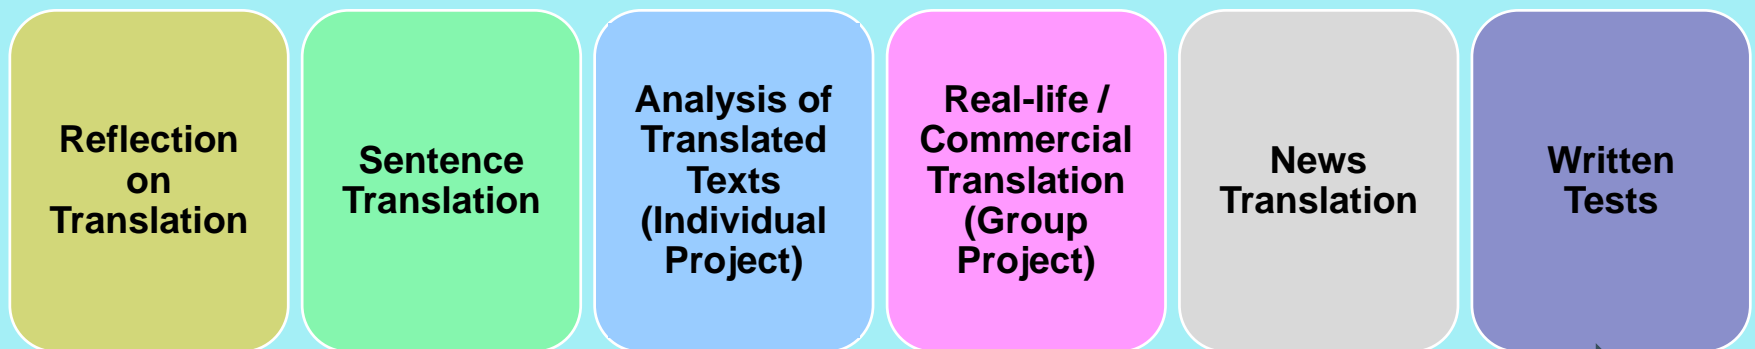 Reflection
on
Translation
Sentence
Translation
Analysis of
Translated
Texts
(Individual
Project)
Real-life /
Commercial
Translation
(Group
Project)
News
Translation
Written
Tests